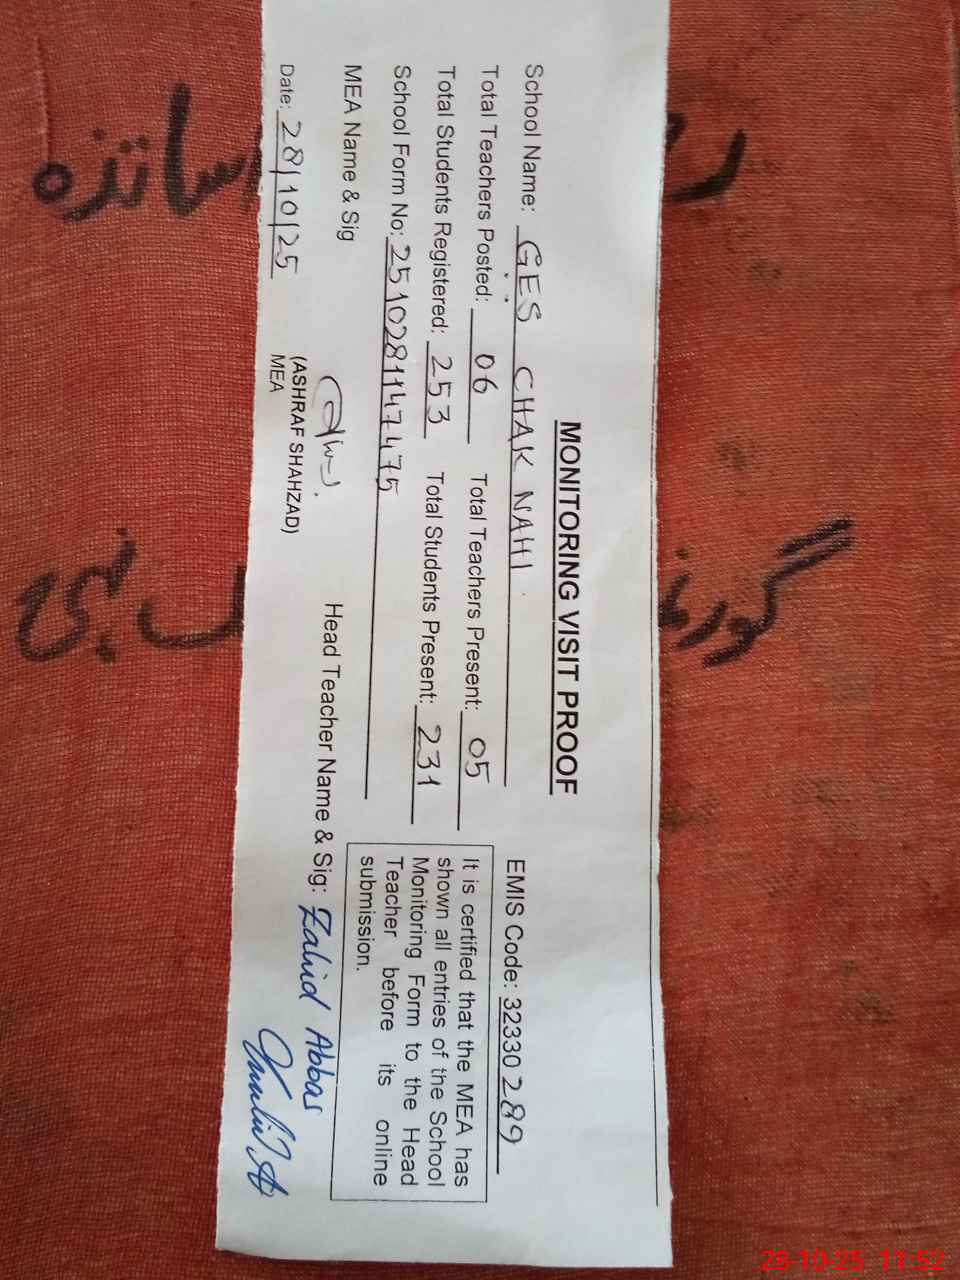 MONITORING VISIT PROOF
School Name: GES CHAK NAHI EMIS Code: 32330289
Total Teachers Posted: 06 Total Teachers Present: 05
Total Students Registered: 253 Total Students Present: 231
School Form No: 2510281147475
It is certified that the MEA has
shown all entries of the School
Monitoring Form to the Head
Teacher before its online
submission.
MEA Name & Sig
(ASHRAF SHAHZAD)
MEA
Head Teacher Name & Sig: Zahid Abbas
Date: 28/10/25
28-10-25 11:52